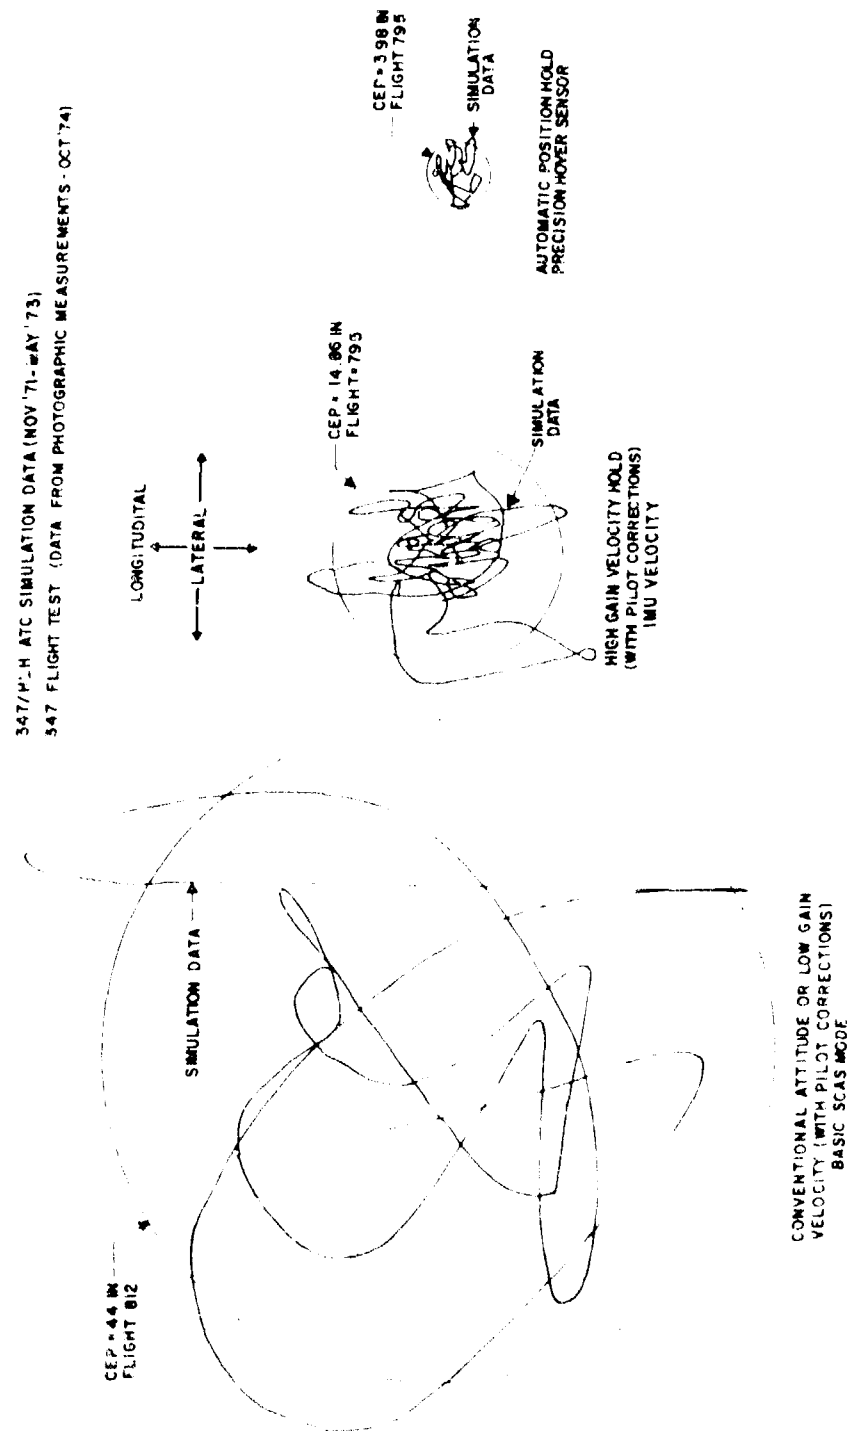 347/HLH ATC SIMULATION DATA (NOV '71-MAY '73)
347 FLIGHT TEST (DATA FROM PHOTOGRAPHIC MEASUREMENTS - OCT '74)
LONGITUDITAL
LATERAL
CEP = 44 IN
FLIGHT 812
SIMULATION DATA
CONVENTIONAL ATTITUDE OR LOW GAIN
VELOCITY (WITH PILOT CORRECTIONS)
BASIC SCAS MODE
CEP = 14.86 IN
FLIGHT = 795
SIMULATION
DATA
HIGH GAIN VELOCITY HOLD
(WITH PILOT CORRECTIONS)
IMU VELOCITY
CEP = 3.98 IN
FLIGHT 795
SIMULATION
DATA
AUTOMATIC POSITION HOLD
PRECISION HOVER SENSOR